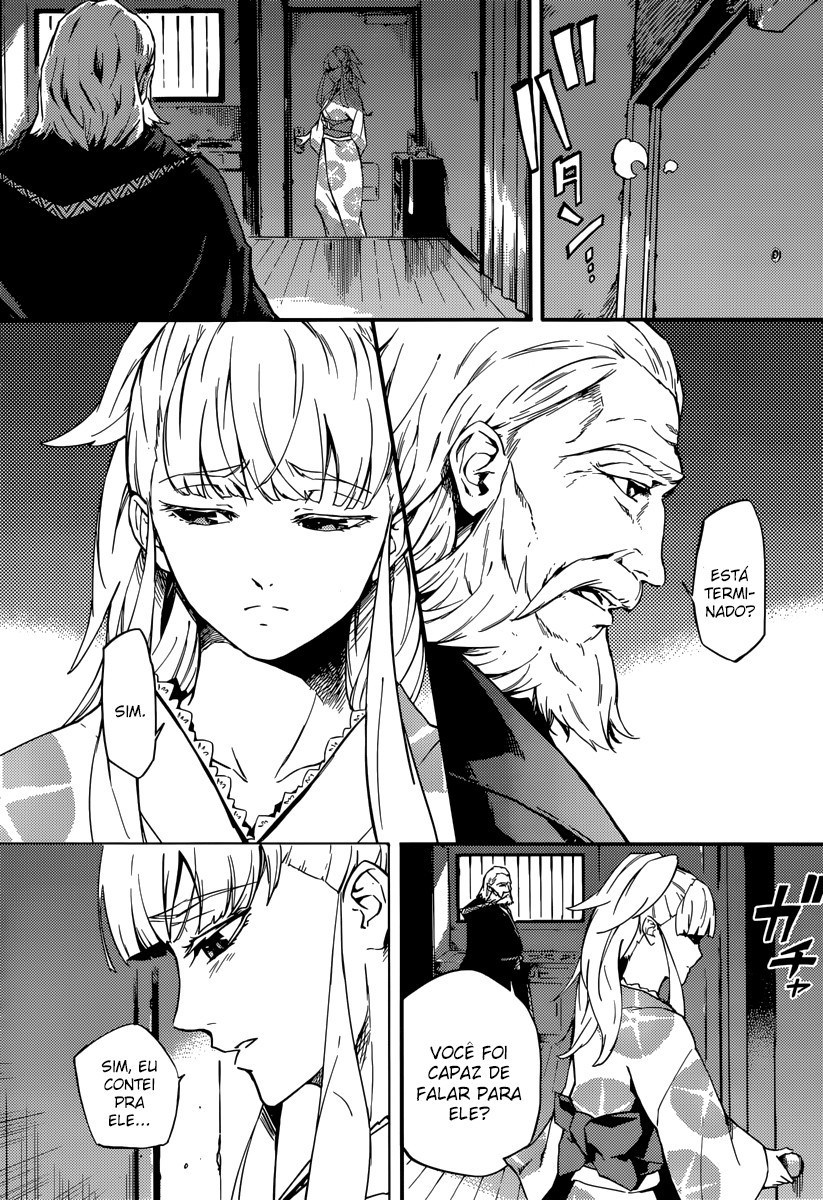 バタン…
ESTÁ
TERMI-
NADO?
SIM.
ガチャ
VOCÊ FOI
CAPAZ DE
FALAR PARA
ELE?
SIM, EU
CONTEI
PRA
ELE...